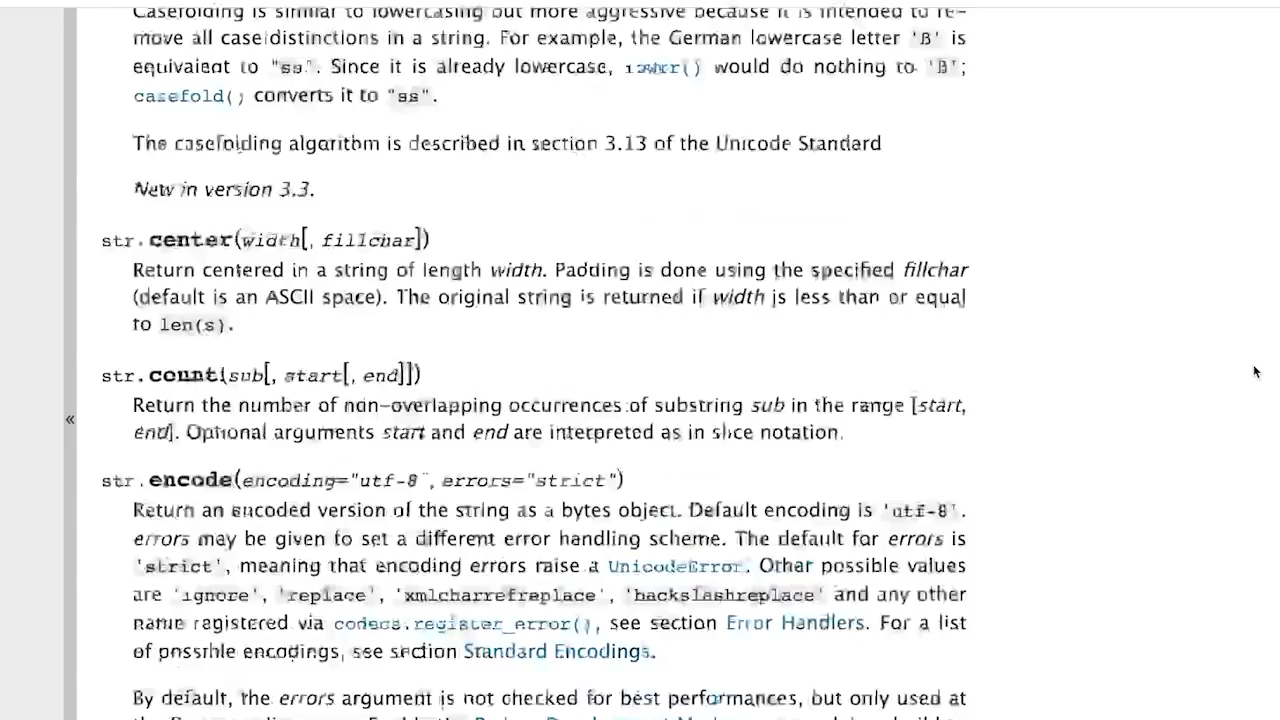 Casefolding is similar to lowercasing but more aggressive because it is intended to re-
move all case distinctions in a string. For example, the German lowercase letter 'ß' is
equivalent to "ss". Since it is already lowercase, lower() would do nothing to 'ß';
casefold() converts it to "ss".
The casefolding algorithm is described in section 3.13 of the Unicode Standard
New in version 3.3.
str.center(width[, fillchar])
Return centered in a string of length width. Padding is done using the specified fillchar
(default is an ASCII space). The original string is returned if width is less than or equal
to len(s).
str.count(sub[, start[, end]])
Return the number of non-overlapping occurrences of substring sub in the range [start,
«
end]. Optional arguments start and end are interpreted as in slice notation.
str.encode(encoding="utf-8", errors="strict")
Return an encoded version of the string as a bytes object. Default encoding is 'utf-8'.
errors may be given to set a different error handling scheme. The default for errors is
'strict', meaning that encoding errors raise a UnicodeError. Other possible values
are 'ignore', 'replace', 'xmlcharrefreplace', 'backslashreplace' and any other
name registered via codecs.register_error(), see section Error Handlers. For a list
of possible encodings, see section Standard Encodings.
By default, the errors argument is not checked for best performances, but only used at